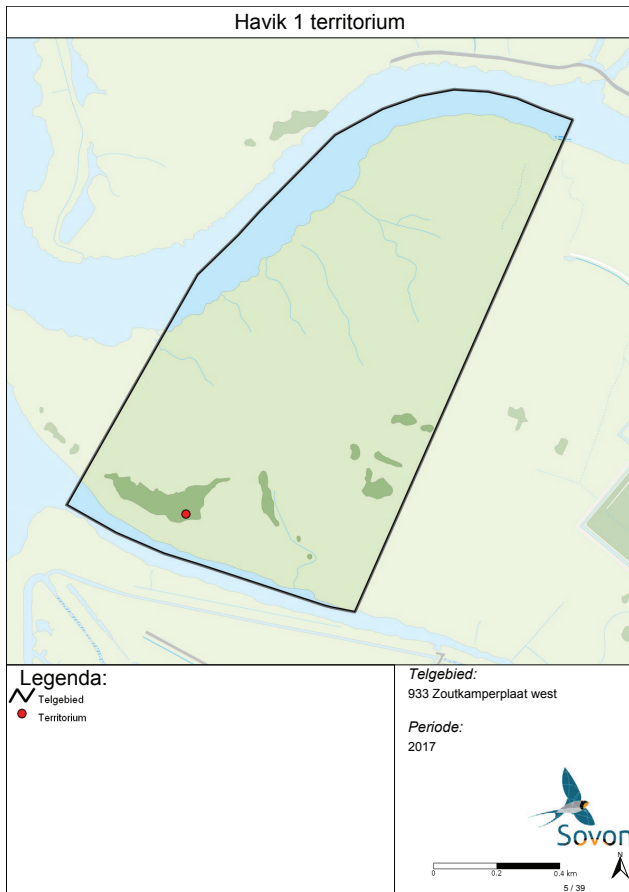 Havik 1 territorium
Legenda:
Telgebied
Territorium
Telgebied:
933 Zoutkamperplaat west
Periode:
2017
Sovon
N
0 0.2 0.4 km
5 / 39